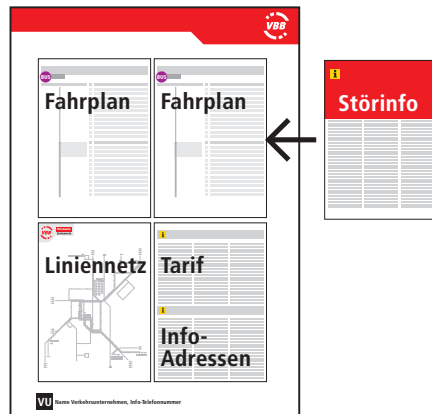 VBB
BUS
BUS
Fahrplan
Fahrplan
i
Störinfo
VBB
Liniennetz
i
Tarif
i
Info-
Adressen
VU Name Verkehrsunternehmen, Info-Telefonnummer